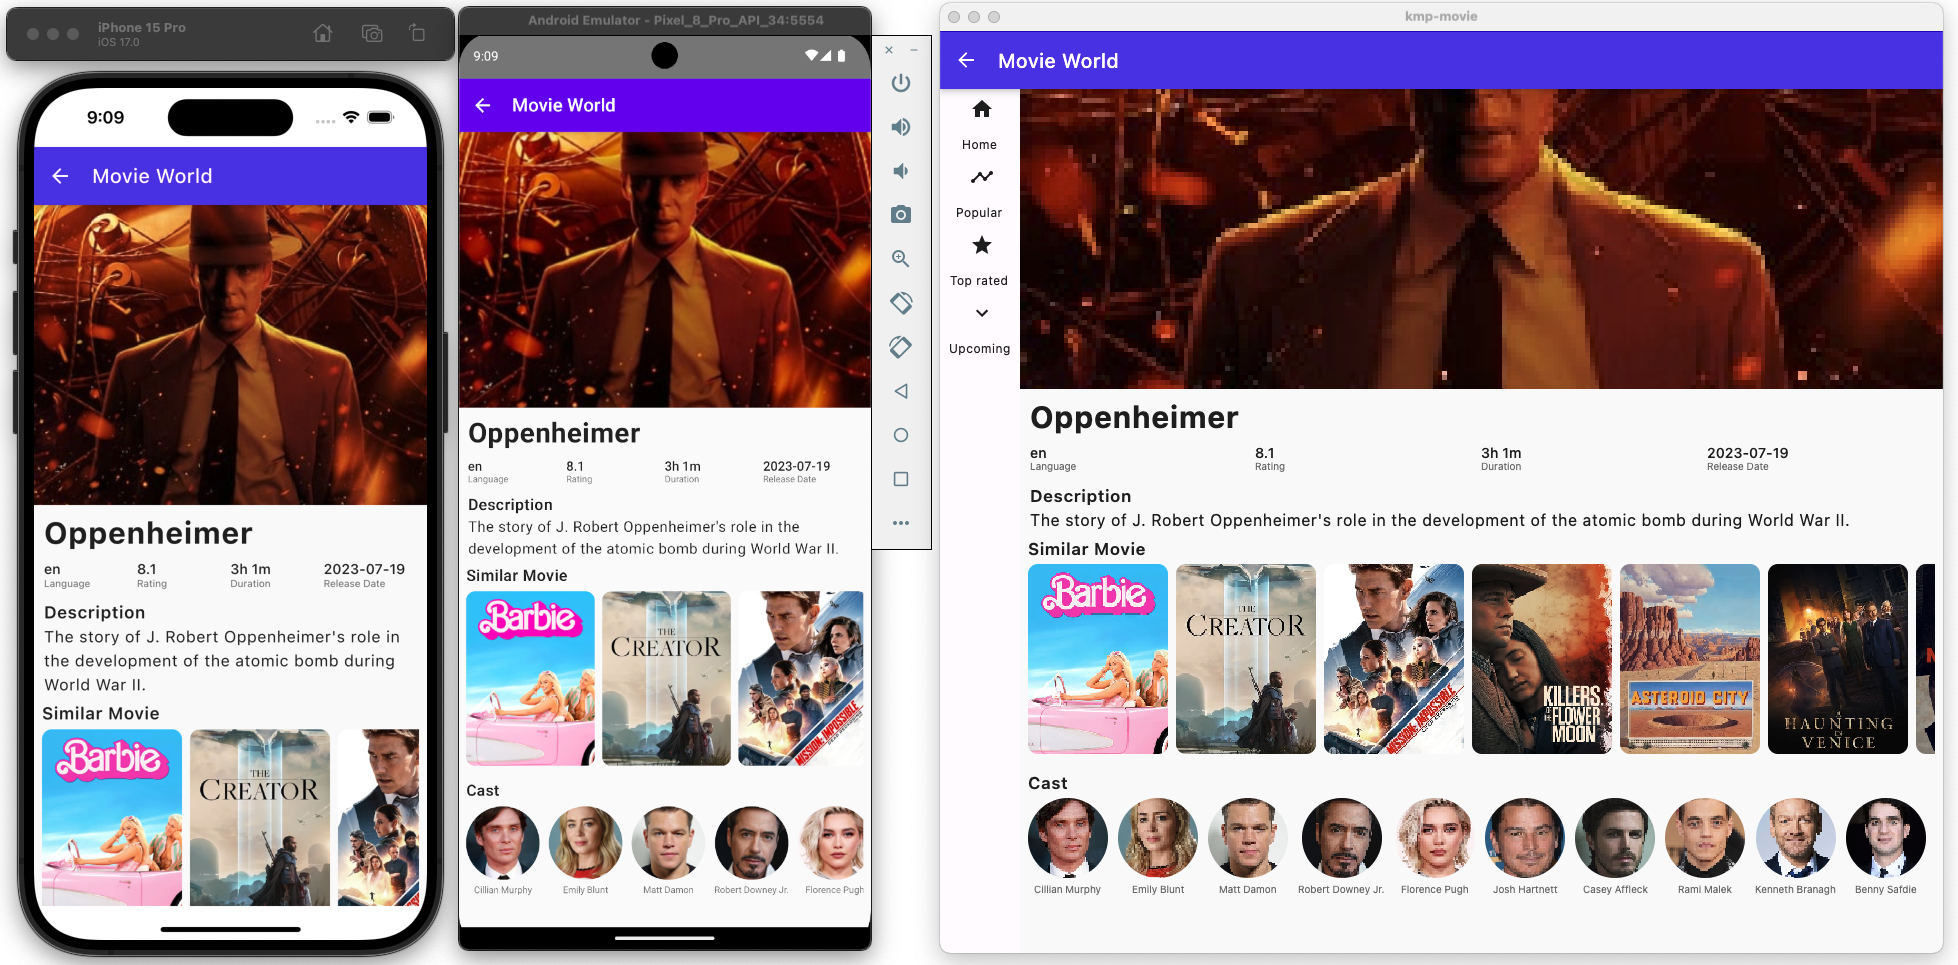 iPhone 15 Pro
iOS 17.0
9:09
Movie World
Oppenheimer
en
Language
8.1
Rating
3h 1m
Duration
2023-07-19
Release Date
Description
The story of J. Robert Oppenheimer's role in
the development of the atomic bomb during
World War II.
Similar Movie
Barbie
THE
CREATOR
Android Emulator - Pixel_8_Pro_API_34:5554
9:09
Movie World
Oppenheimer
en
Language
8.1
Rating
3h 1m
Duration
2023-07-19
Release Date
Description
The story of J. Robert Oppenheimer's role in the
development of the atomic bomb during World War II.
Similar Movie
Barbie
THE
CREATOR
MISSION: IMPOSSIBLE
Cast
Cillian Murphy
Emily Blunt
Matt Damon
Robert Downey Jr.
Florence Pugh
kmp-movie
Movie World
Home
Popular
Top rated
Upcoming
Oppenheimer
en
Language
8.1
Rating
3h 1m
Duration
2023-07-19
Release Date
Description
The story of J. Robert Oppenheimer's role in the development of the atomic bomb during World War II.
Similar Movie
Barbie
THE
CREATOR
MISSION: IMPOSSIBLE
KILLERS
OF THE FLOWER
MOON
ASTEROID CITY
A
HAUNTING
IN
VENICE
Cast
Cillian Murphy
Emily Blunt
Matt Damon
Robert Downey Jr.
Florence Pugh
Josh Hartnett
Casey Affleck
Rami Malek
Kenneth Branagh
Benny Safdie